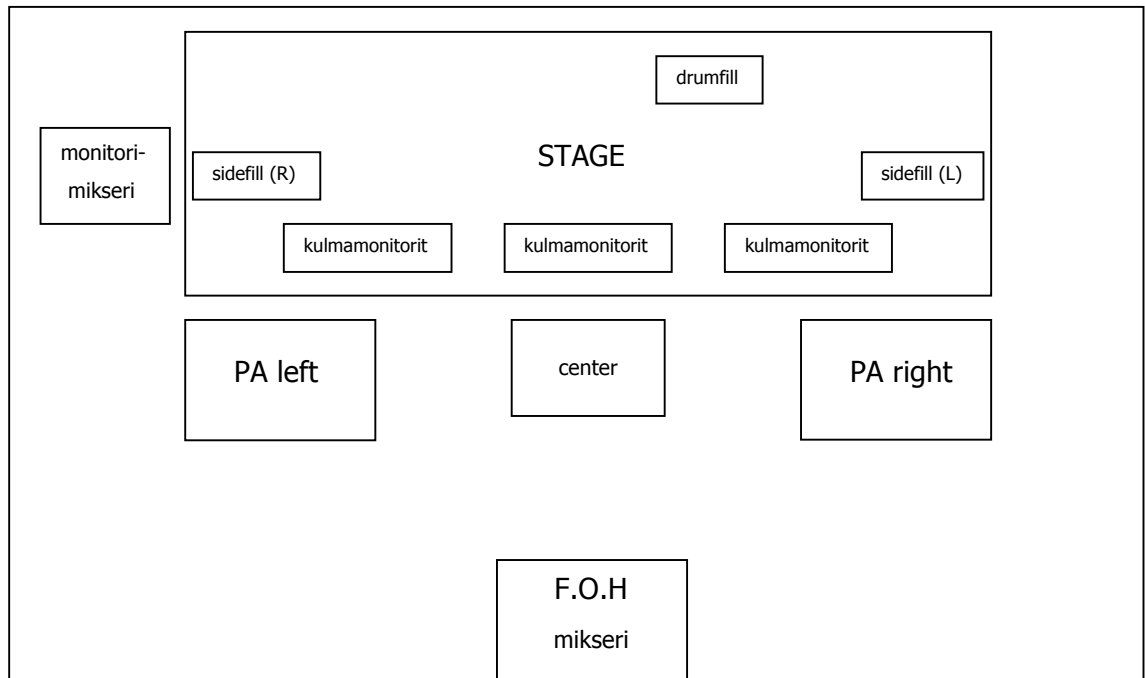 drumfill
monitori-
mikseri
sidefill (R)
STAGE
sidefill (L)
kulmamonitorit
kulmamonitorit
kulmamonitorit
PA left
center
PA right
F.O.H
mikseri